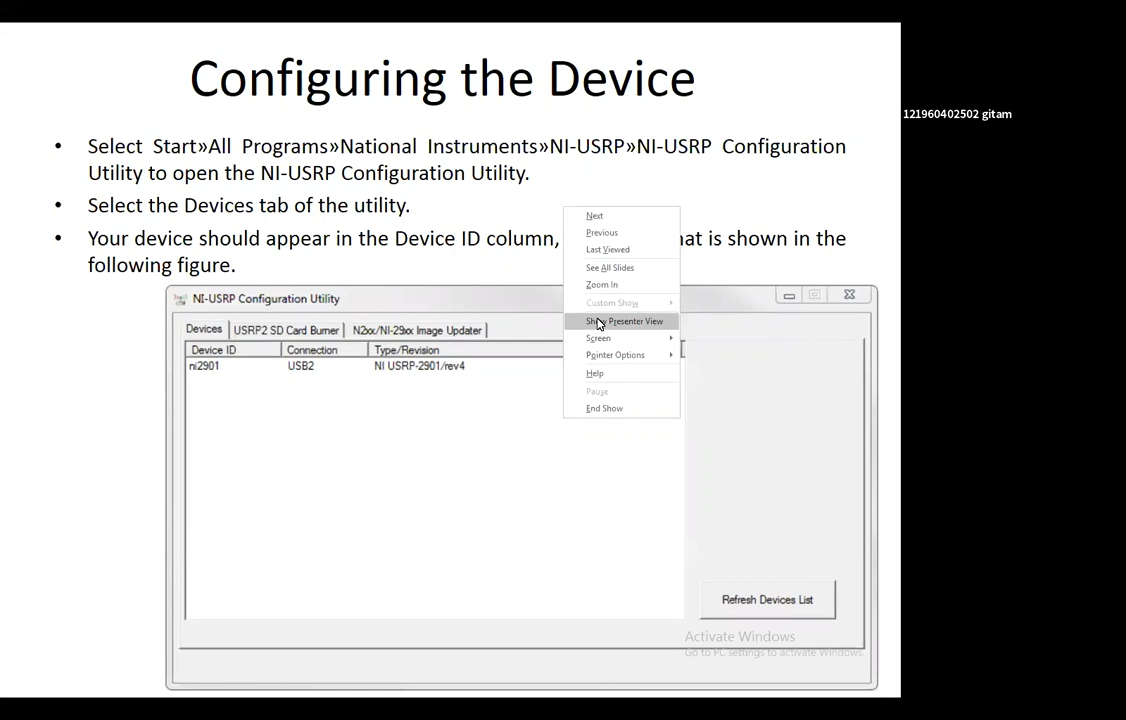 Configuring the Device
121960402502 gitam
• Select Start»All Programs»National Instruments»NI-USRP»NI-USRP Configuration
Utility to open the NI-USRP Configuration Utility.
• Select the Devices tab of the utility.
• Your device should appear in the Device ID column, hat is shown in the
following figure.
Next
Previous
Last Viewed
See All Slides
Zoom In
Custom Show
Show Presenter View
Screen
Pointer Options
Help
Pause
End Show
NI-USRP Configuration Utility
Devices USRP2 SD Card Burner N2xx/NI-29xx Image Updater
Device ID Connection Type/Revision
ni2901 USB2 NI USRP-2901/rev4
Refresh Devices List
Activate Windows
Go to PC settings to activate Windows.